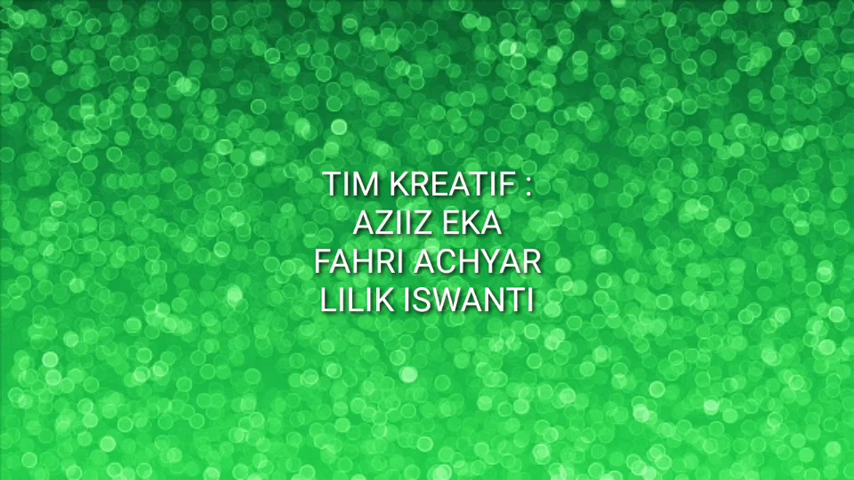 TIM KREATIF :
AZIIZ EKA
FAHRI ACHYAR
LILIK ISWANTI